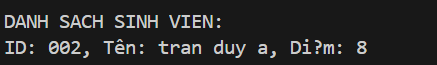 DANH SACH SINH VIEN:
ID: 002, Tên: tran duy a, Di?m: 8